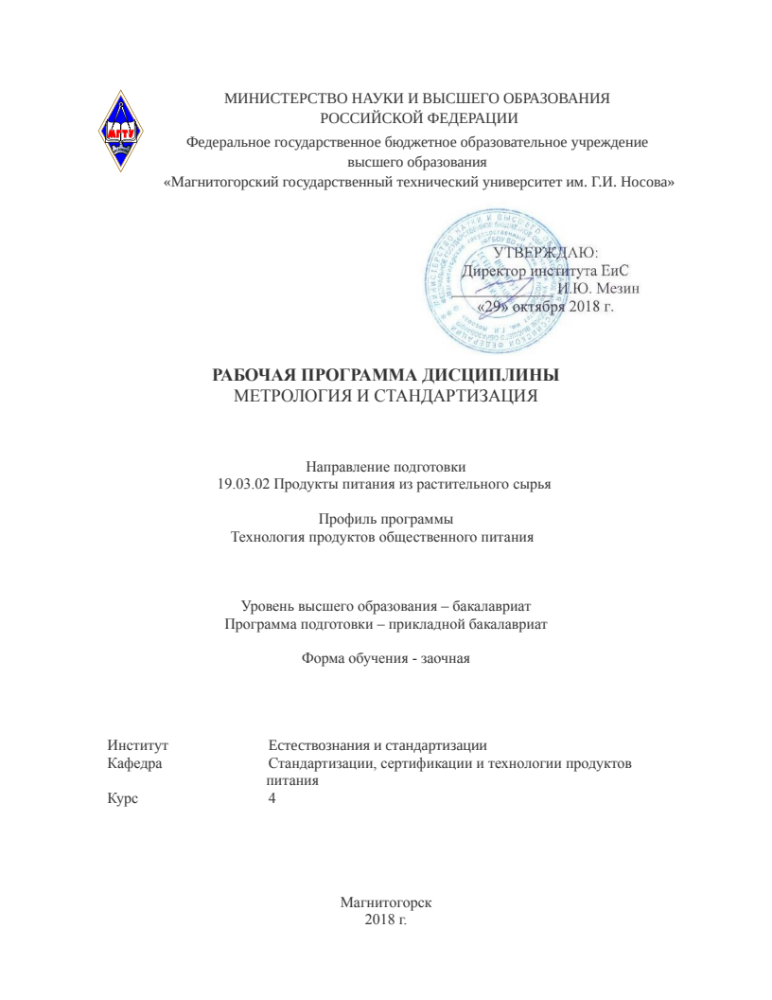 МГТУ
МИНИСТЕРСТВО НАУКИ И ВЫСШЕГО ОБРАЗОВАНИЯ
РОССИЙСКОЙ ФЕДЕРАЦИИ
Федеральное государственное бюджетное образовательное учреждение
высшего образования
«Магнитогорский государственный технический университет им. Г.И. Носова»
УТВЕРЖДАЮ:
Директор института ЕиС
И.Ю. Мезин
«29» октября 2018 г.
РАБОЧАЯ ПРОГРАММА ДИСЦИПЛИНЫ
МЕТРОЛОГИЯ И СТАНДАРТИЗАЦИЯ
Направление подготовки
19.03.02 Продукты питания из растительного сырья
Профиль программы
Технология продуктов общественного питания
Уровень высшего образования – бакалавриат
Программа подготовки – прикладной бакалавриат
Форма обучения - заочная
Институт Естествознания и стандартизации
Кафедра Стандартизации, сертификации и технологии продуктов
питания
Курс 4
Магнитогорск
2018 г.